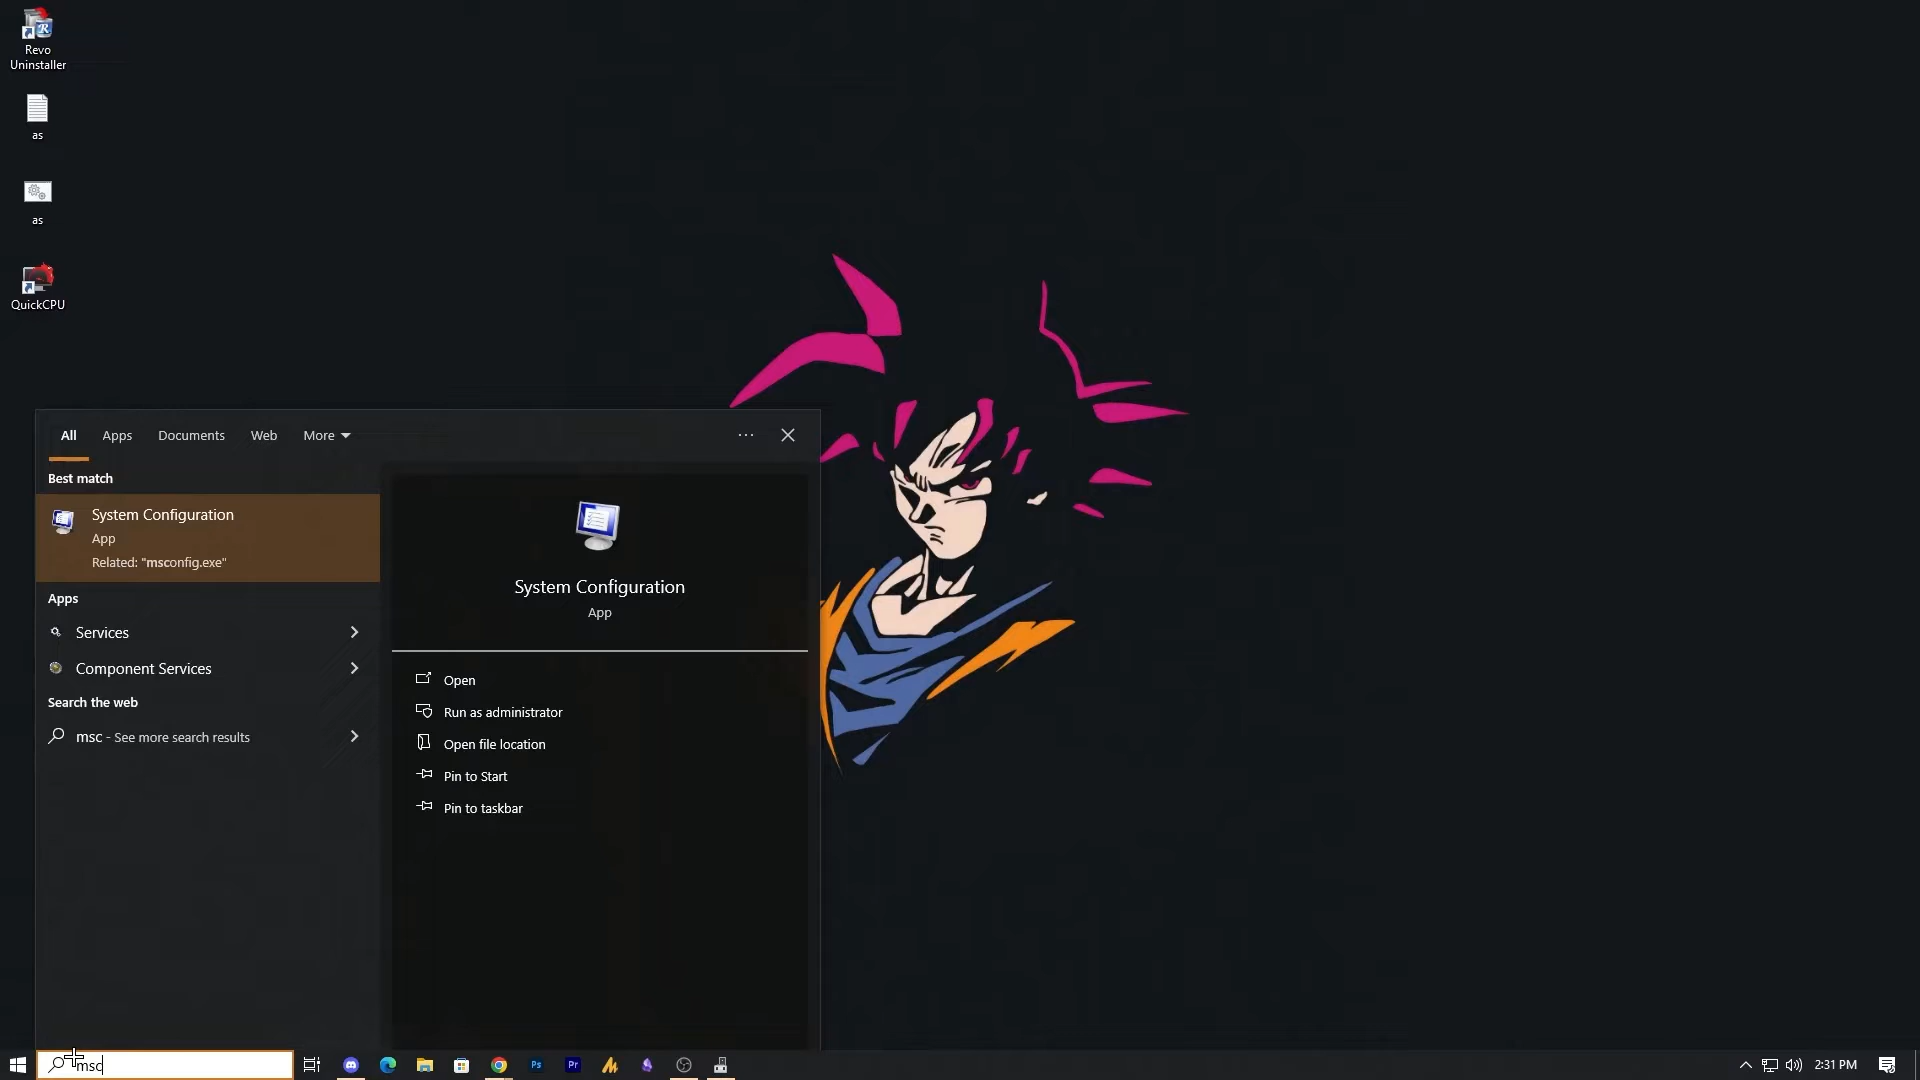 Revo
Uninstaller
as
as
QuickCPU
All
Apps
Documents
Web
More
Best match
System Configuration
App
Related: "msconfig.exe"
Apps
Services
Component Services
Search the web
msc - See more search results
System Configuration
App
Open
Run as administrator
Open file location
Pin to Start
Pin to taskbar
msc
Ps
Pr
2:31 PM